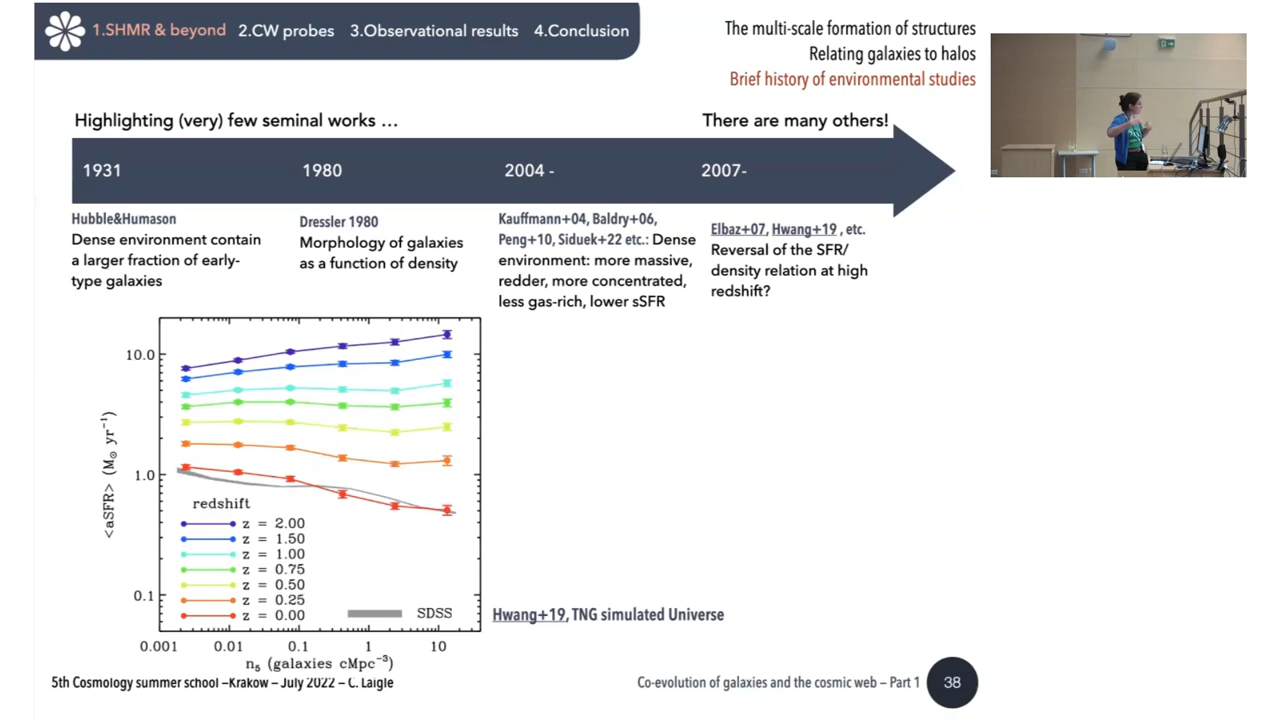 1.SHMR & beyond 2.CW probes 3.Observational results 4.Conclusion
The multi-scale formation of structures
Relating galaxies to halos
Brief history of environmental studies
Highlighting (very) few seminal works ...
There are many others!
1931
1980
2004 -
2007-
Hubble&Humason
Dense environment contain
a larger fraction of early-
type galaxies
Dressler 1980
Morphology of galaxies
as a function of density
Kauffmann+04, Baldry+06,
Peng+10, Siduek+22 etc.: Dense
environment: more massive,
redder, more concentrated,
less gas-rich, lower sSFR
Elbaz+07, Hwang+19 , etc.
Reversal of the SFR/
density relation at high
redshift?
10.0
1.0
0.1
<aSFR> (M⊙ yr⁻¹)
redshift
z = 2.00
z = 1.50
z = 1.00
z = 0.75
z = 0.50
z = 0.25
z = 0.00
SDSS
0.001 0.01 0.1 1 10
n₅ (galaxies cMpc⁻³)
Hwang+19, TNG simulated Universe
5th Cosmology summer school –Krakow – July 2022 – C. Laigle
Co-evolution of galaxies and the cosmic web – Part 1
38